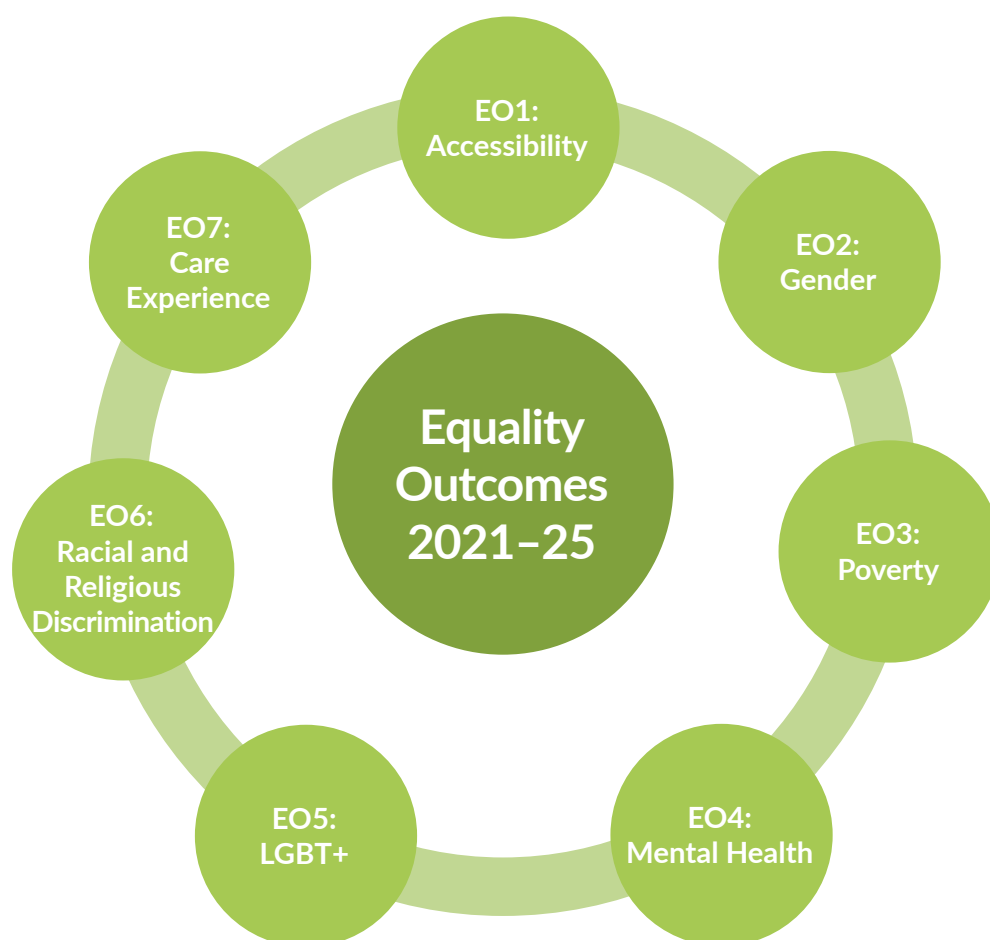 EO1:
Accessibility
EO2:
Gender
EO3:
Poverty
EO4:
Mental Health
EO5:
LGBT+
EO6:
Racial and
Religious
Discrimination
EO7:
Care
Experience
Equality
Outcomes
2021–25